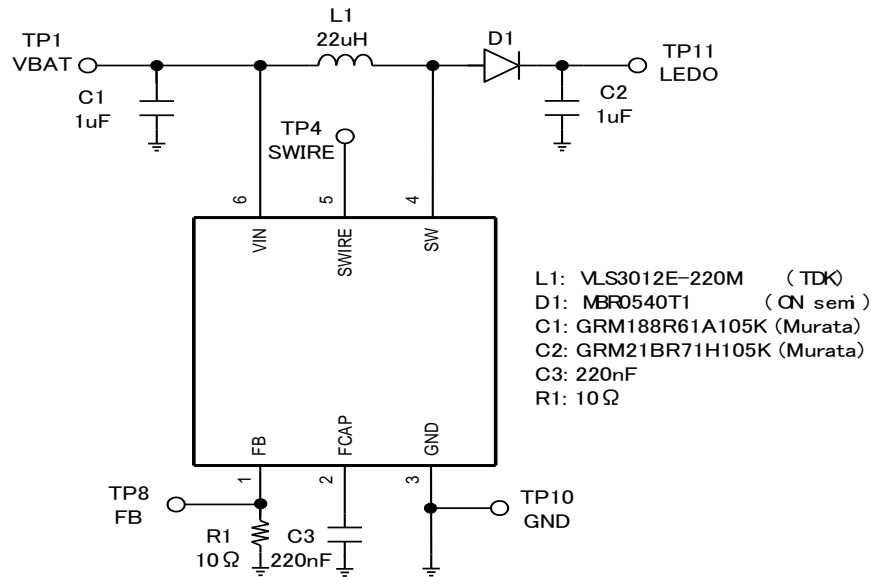 L1
22uH
D1
TP1
VBAT
TP11
LEDO
C1
1uF
C2
1uF
TP4
SWIRE
6
5
4
VIN
SWIRE
SW
L1: VLS3012E-220M (TDK)
D1: MBR0540T1 (ON semi)
C1: GRM188R61A105K (Murata)
C2: GRM21BR71H105K (Murata)
C3: 220nF
R1: 10Ω
FB
FCAP
GND
1
2
3
TP8
FB
TP10
GND
R1
10Ω
C3
220nF